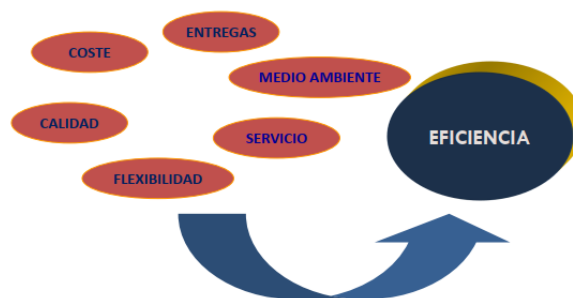 ENTREGAS
COSTE
MEDIO AMBIENTE
CALIDAD
SERVICIO
EFICIENCIA
FLEXIBILIDAD